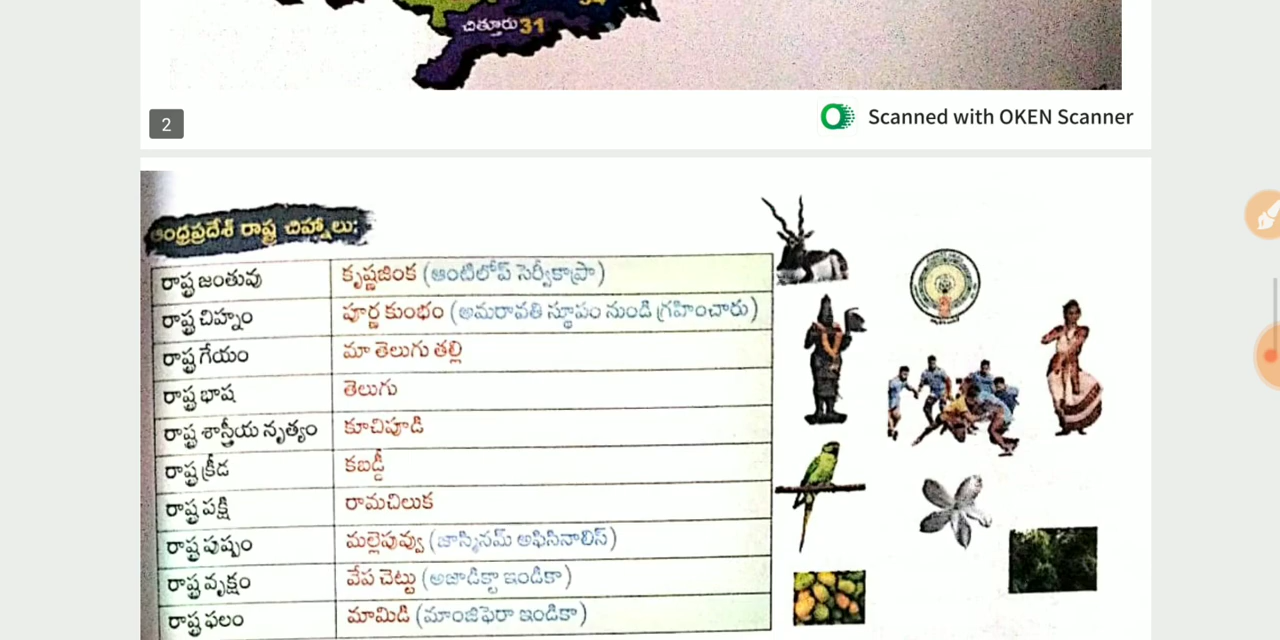 చిత్తూరు 31
2
Scanned with OKEN Scanner
ఆంధ్రప్రదేశ్ రాష్ట్ర చిహ్నాలు:
రాష్ట్ర జంతువు కృష్ణజింక (ఆంటిలోప్ సెర్వీకాప్రా)
రాష్ట్ర చిహ్నం పూర్ణ కుంభం (అమరావతి స్థూపం నుండి గ్రహించారు)
రాష్ట్ర గేయం మా తెలుగు తల్లి
రాష్ట్ర భాష తెలుగు
రాష్ట్ర శాస్త్రీయ నృత్యం కూచిపూడి
రాష్ట్ర క్రీడ కబడ్డీ
రాష్ట్ర పక్షి రామచిలుక
రాష్ట్ర పుష్పం మల్లెపువ్వు (జాస్మినమ్ అఫిసినాలిస్)
రాష్ట్ర వృక్షం వేప చెట్టు (అజాడిక్టా ఇండికా)
రాష్ట్ర ఫలం మామిడి (మాంజిఫెరా ఇండికా)